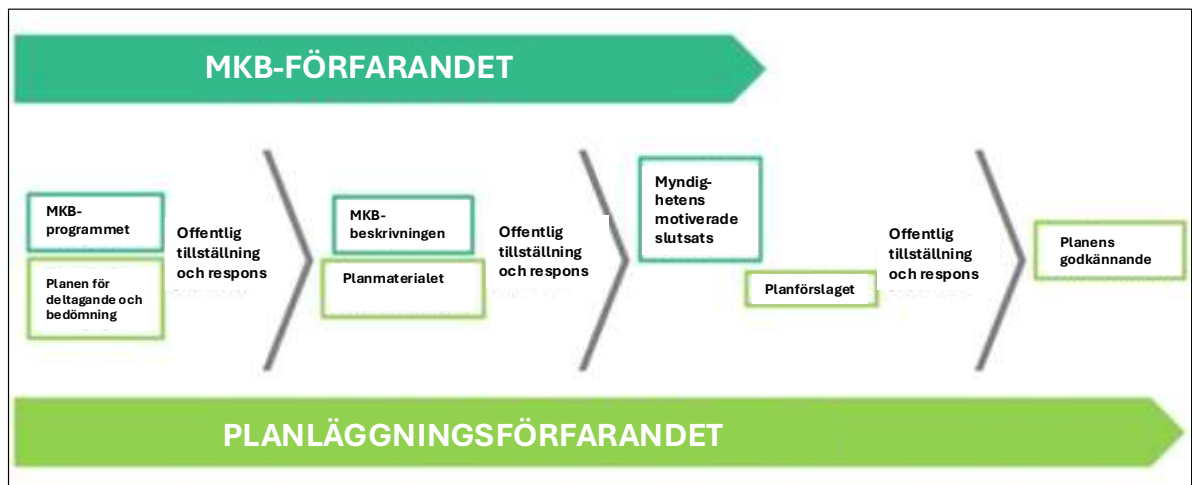 MKB-FÖRFARANDET
MKB-
programmet
Planen för
deltagande och
bedömning
Offentlig
tillställning
och respons
MKB-
beskrivningen
Planmaterialet
Offentlig
tillställning
och respons
Myndig-
hetens
motiverade
slutsats
Planförslaget
Offentlig
tillställning
och respons
Planens
godkännande
PLANLÄGGNINGSFÖRFARANDET